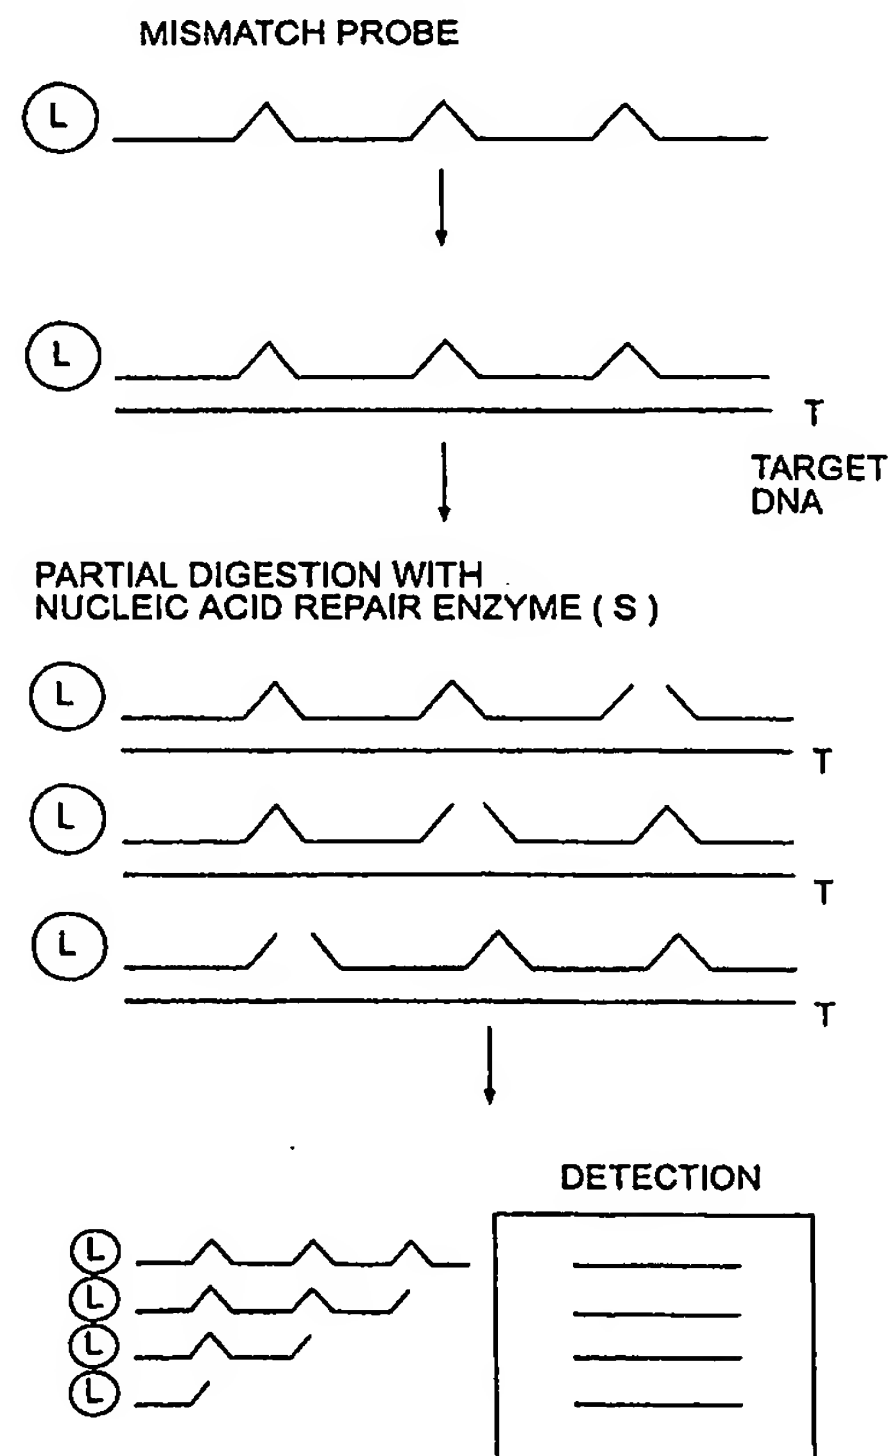 MISMATCH PROBE
L
L
T
TARGET
DNA
PARTIAL DIGESTION WITH
NUCLEIC ACID REPAIR ENZYME ( S )
L
T
L
T
L
T
DETECTION
L
L
L
L